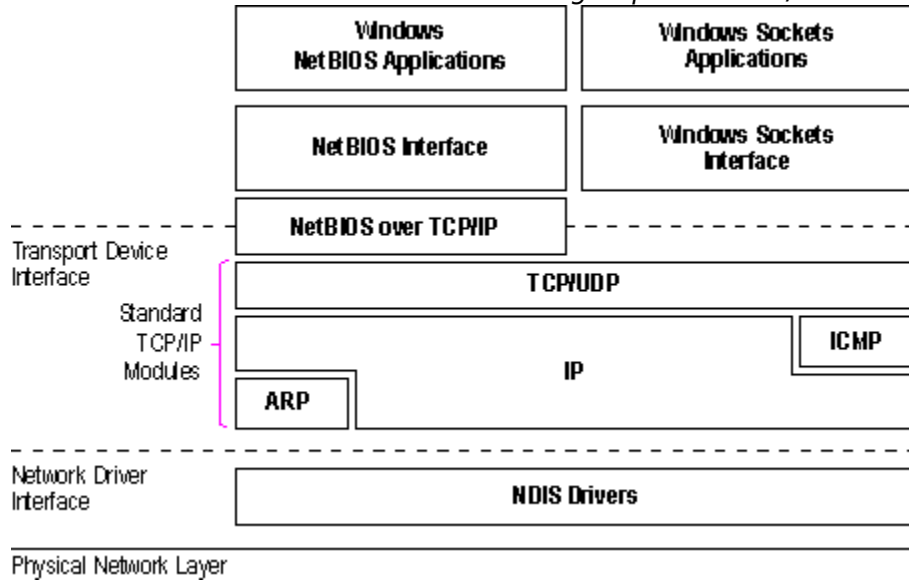 Windows
NetBIOS Applications
Windows Sockets
Applications
NetBIOS Interface
Windows Sockets
Interface
NetBIOS over TCP/IP
Transport Device
Interface
TCP/UDP
Standard
TCP/IP
Modules
ICMP
IP
ARP
Network Driver
Interface
NDIS Drivers
Physical Network Layer